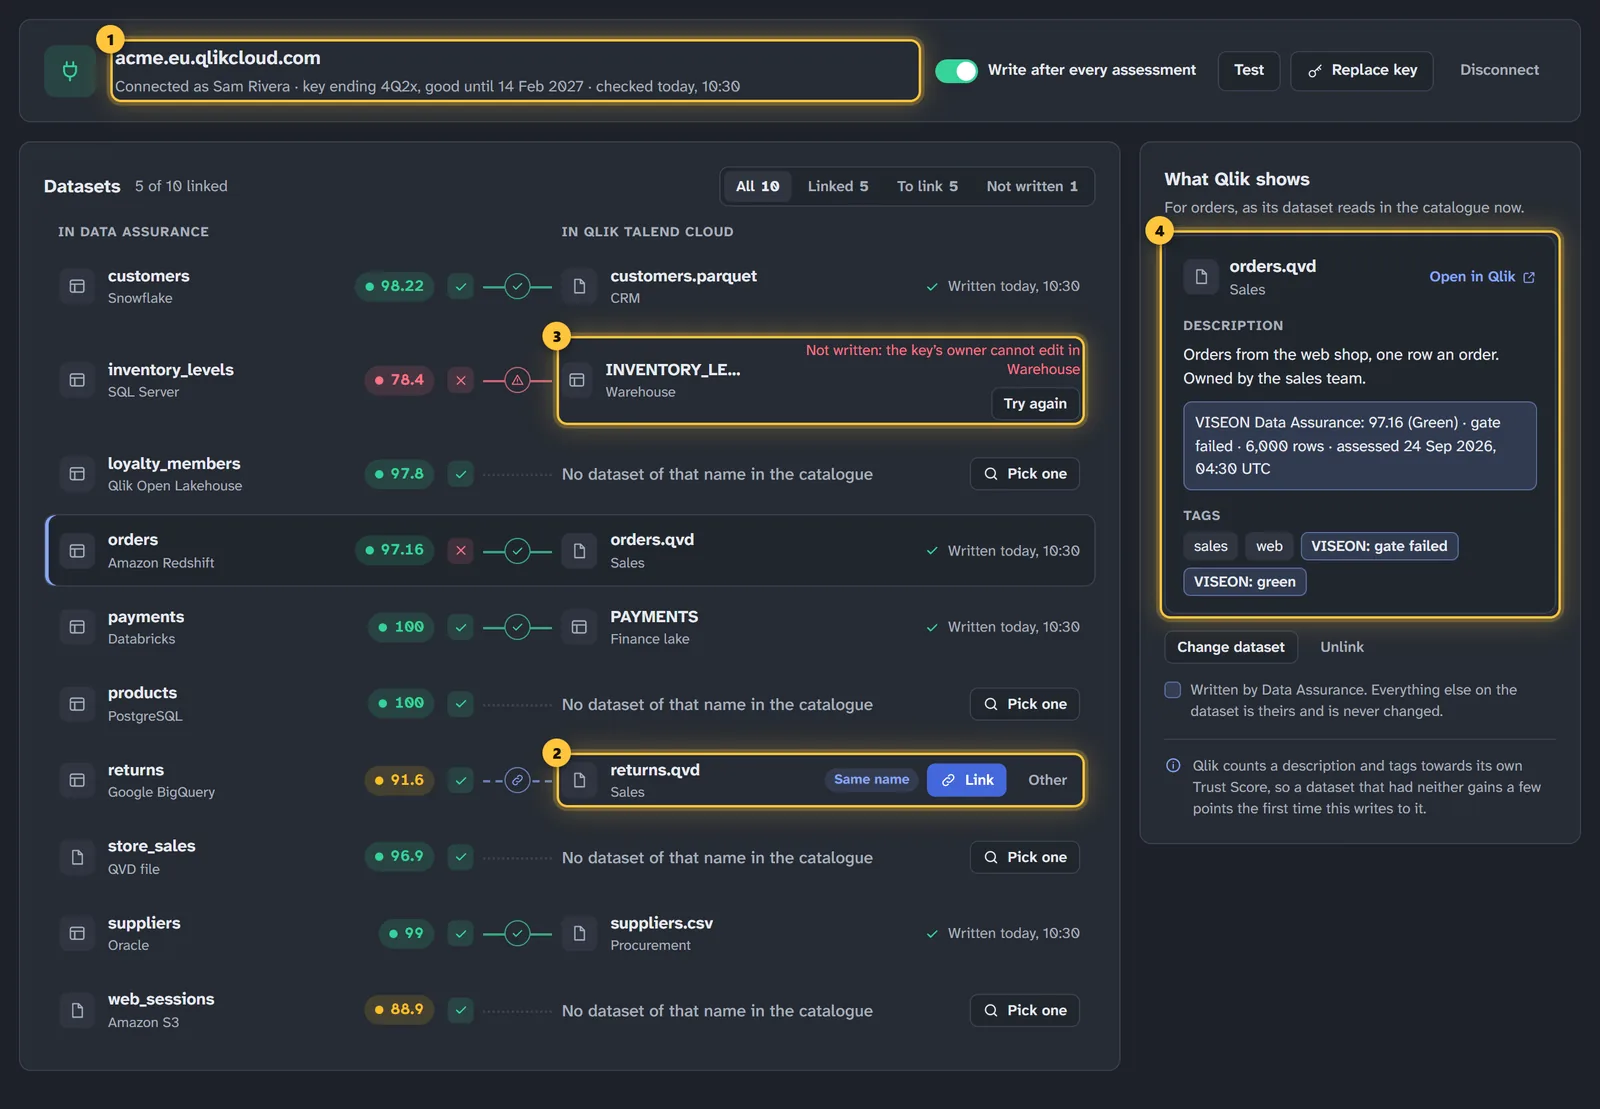 1
acme.eu.qlikcloud.com
Connected as Sam Rivera · key ending 4Q2x, good until 14 Feb 2027 · checked today, 10:30
Write after every assessment
Test
Replace key
Disconnect
Datasets 5 of 10 linked
All 10
Linked 5
To link 5
Not written 1
IN DATA ASSURANCE
IN QLIK TALEND CLOUD
customers
Snowflake
98.22
customers.parquet
CRM
Written today, 10:30
3
inventory_levels
SQL Server
78.4
INVENTORY_LE...
Warehouse
Not written: the key's owner cannot edit in
Warehouse
Try again
loyalty_members
Qlik Open Lakehouse
97.8
No dataset of that name in the catalogue
Pick one
orders
Amazon Redshift
97.16
orders.qvd
Sales
Written today, 10:30
payments
Databricks
100
PAYMENTS
Finance lake
Written today, 10:30
products
PostgreSQL
100
No dataset of that name in the catalogue
Pick one
2
returns
Google BigQuery
91.6
returns.qvd
Sales
Same name
Link
Other
store_sales
QVD file
96.9
No dataset of that name in the catalogue
Pick one
suppliers
Oracle
99
suppliers.csv
Procurement
Written today, 10:30
web_sessions
Amazon S3
88.9
No dataset of that name in the catalogue
Pick one
What Qlik shows
For orders, as its dataset reads in the catalogue now.
4
orders.qvd
Sales
Open in Qlik
DESCRIPTION
Orders from the web shop, one row an order.
Owned by the sales team.
VISEON Data Assurance: 97.16 (Green) · gate
failed · 6,000 rows · assessed 24 Sep 2026,
04:30 UTC
TAGS
sales
web
VISEON: gate failed
VISEON: green
Change dataset
Unlink
Written by Data Assurance. Everything else on the
dataset is theirs and is never changed.
Qlik counts a description and tags towards its own
Trust Score, so a dataset that had neither gains a few
points the first time this writes to it.